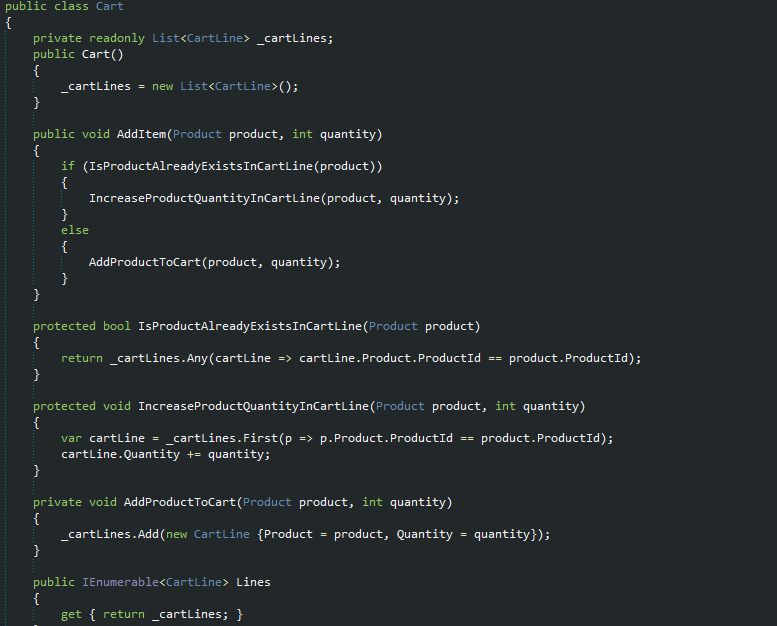 public class Cart
{
    private readonly List<CartLine> _cartLines;
    public Cart()
    {
        _cartLines = new List<CartLine>();
    }

    public void AddItem(Product product, int quantity)
    {
        if (IsProductAlreadyExistsInCartLine(product))
        {
            IncreaseProductQuantityInCartLine(product, quantity);
        }
        else
        {
            AddProductToCart(product, quantity);
        }
    }

    protected bool IsProductAlreadyExistsInCartLine(Product product)
    {
        return _cartLines.Any(cartLine => cartLine.Product.ProductId == product.ProductId);
    }

    protected void IncreaseProductQuantityInCartLine(Product product, int quantity)
    {
        var cartLine = _cartLines.First(p => p.Product.ProductId == product.ProductId);
        cartLine.Quantity += quantity;
    }

    private void AddProductToCart(Product product, int quantity)
    {
        _cartLines.Add(new CartLine {Product = product, Quantity = quantity});
    }

    public IEnumerable<CartLine> Lines
    {
        get { return _cartLines; }